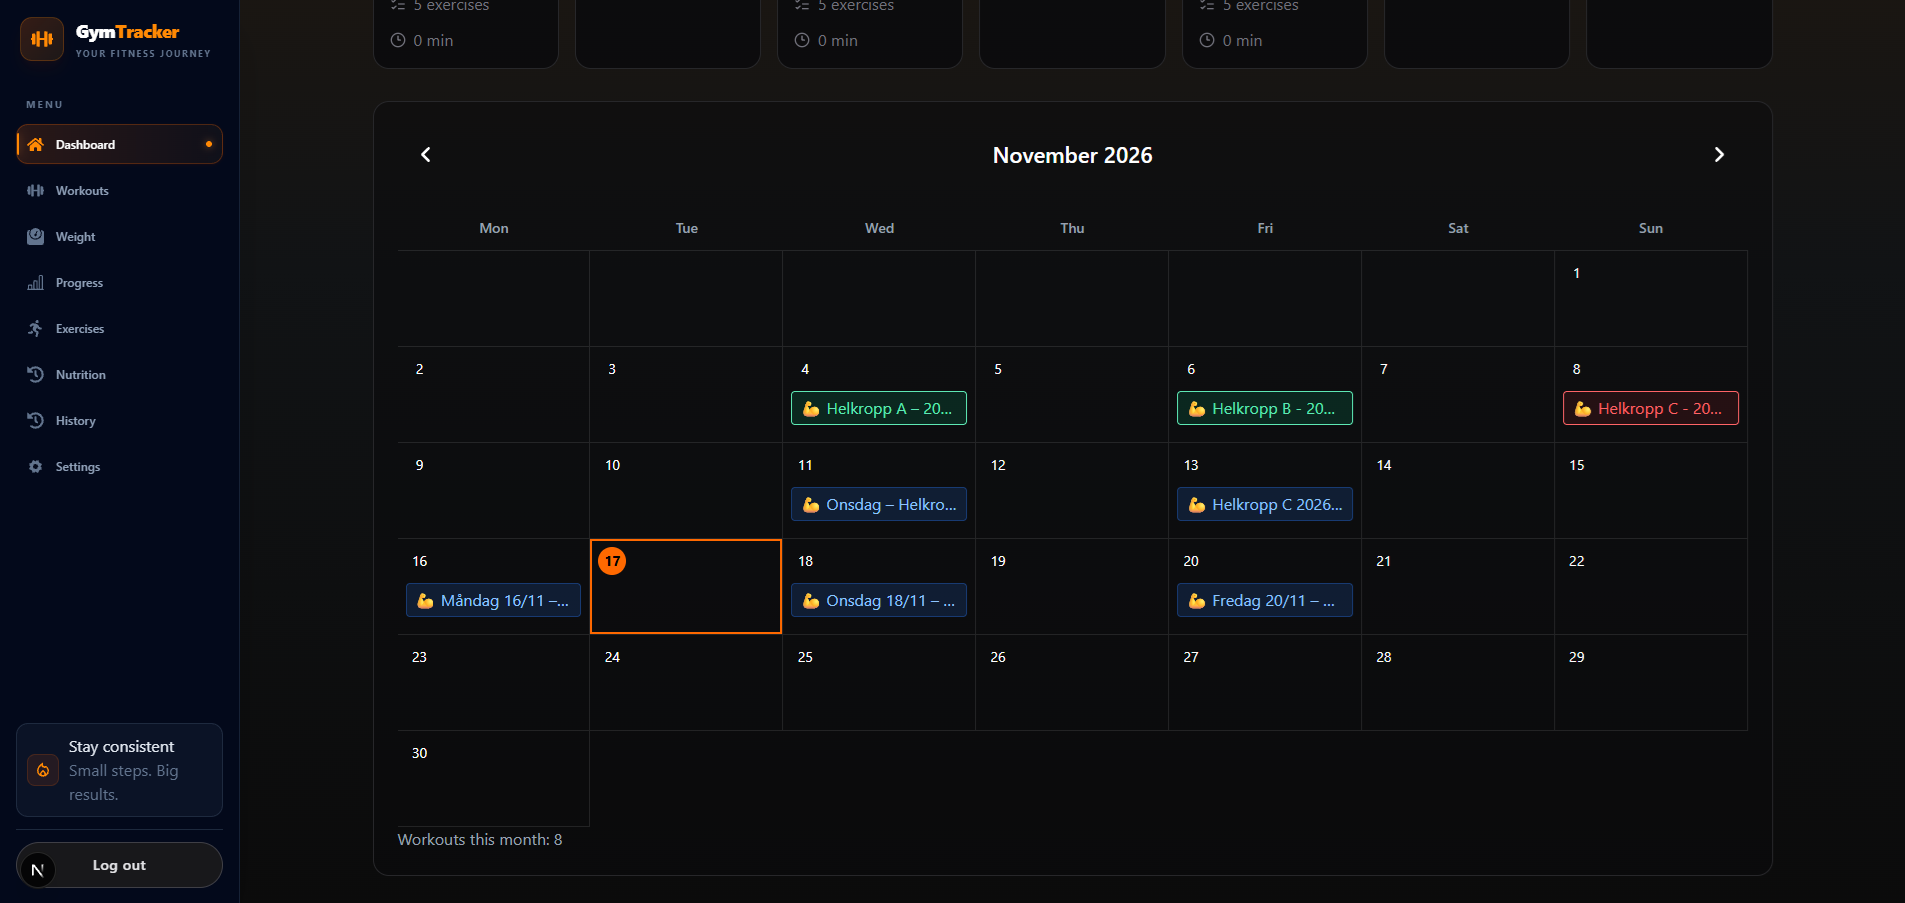 GymTracker
YOUR FITNESS JOURNEY
MENU
Dashboard
Workouts
Weight
Progress
Exercises
Nutrition
History
Settings
Stay consistent
Small steps. Big
results.
N
Log out
5 exercises
5 exercises
5 exercises
0 min
0 min
0 min
November 2026
Mon Tue Wed Thu Fri Sat Sun
1
2 3 4 5 6 7 8
💪 Helkropp A – 20... 💪 Helkropp B - 20... 💪 Helkropp C - 20...
9 10 11 12 13 14 15
💪 Onsdag – Helkro... 💪 Helkropp C 2026...
16 17 18 19 20 21 22
💪 Måndag 16/11 –... 💪 Onsdag 18/11 – ... 💪 Fredag 20/11 – ...
23 24 25 26 27 28 29
30
Workouts this month: 8